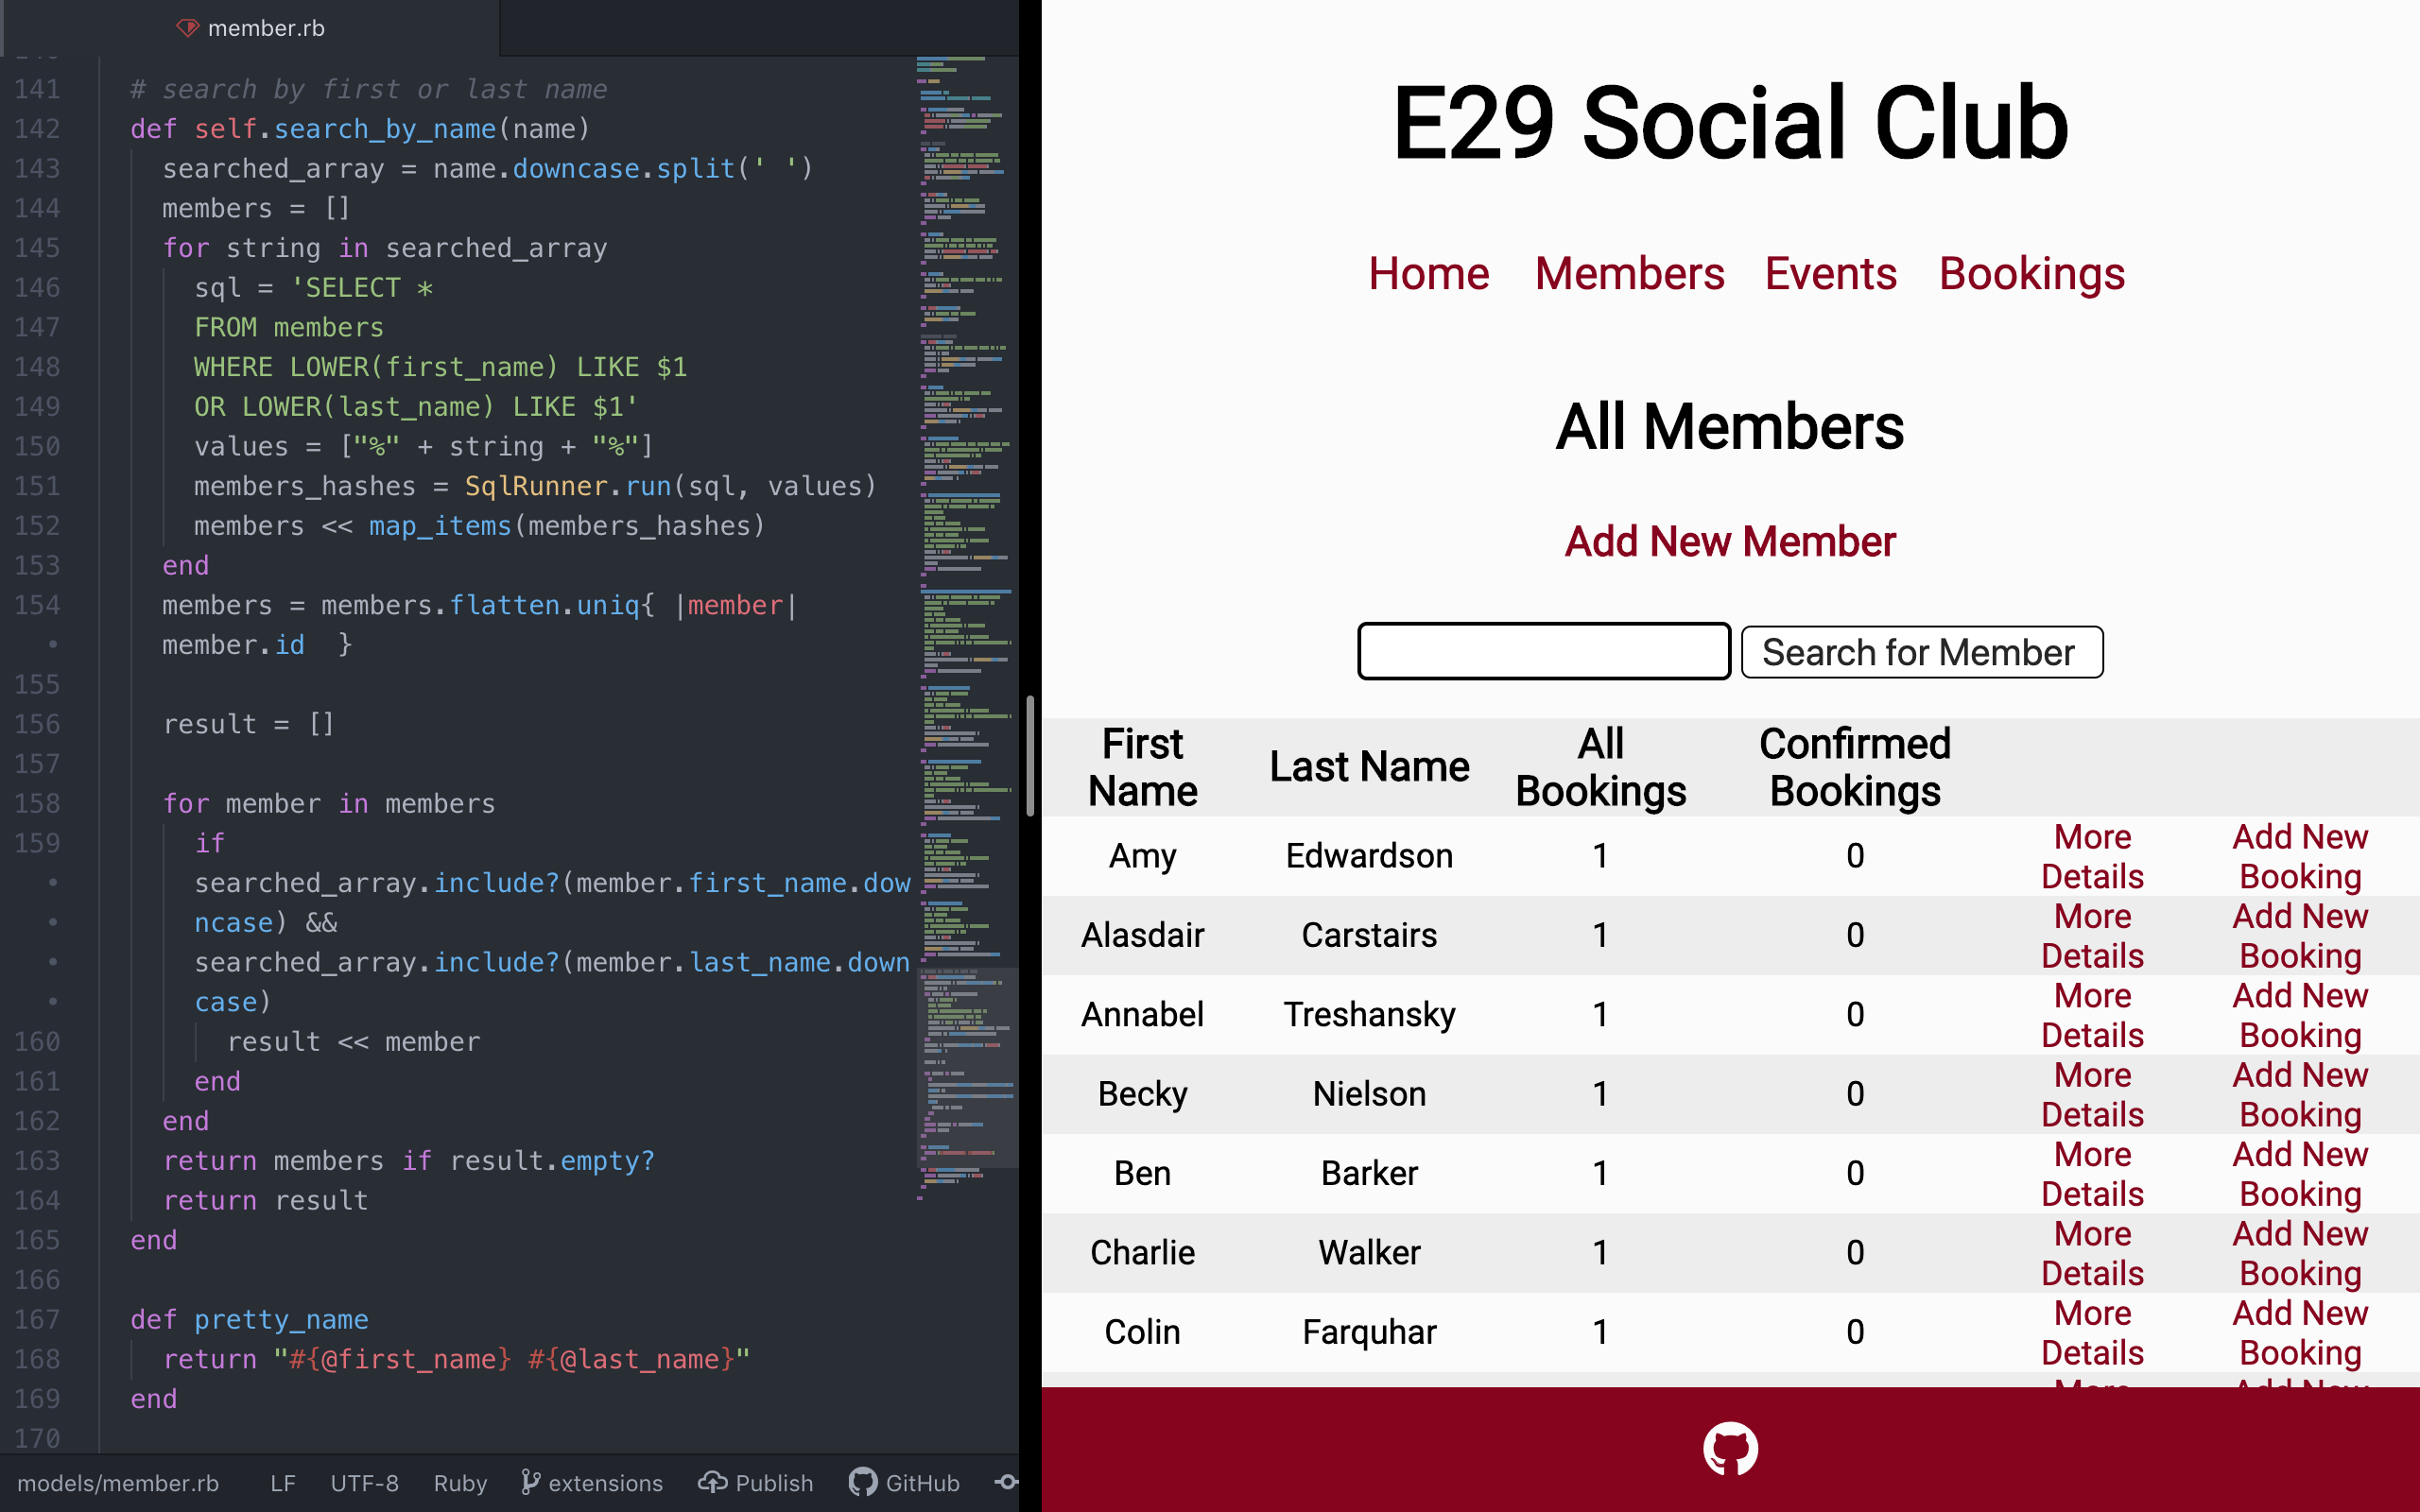 member.rb
141 # search by first or last name
142 def self.search_by_name(name)
143 searched_array = name.downcase.split(' ')
144 members = []
145 for string in searched_array
146 sql = 'SELECT *
147 FROM members
148 WHERE LOWER(first_name) LIKE $1
149 OR LOWER(last_name) LIKE $1'
150 values = ["%" + string + "%"]
151 members_hashes = SqlRunner.run(sql, values)
152 members << map_items(members_hashes)
153 end
154 members = members.flatten.uniq{ |member|
• member.id  }
155
156 result = []
157
158 for member in members
159 if
• searched_array.include?(member.first_name.dow
• ncase) &&
• searched_array.include?(member.last_name.down
• case)
160 result << member
161 end
162 end
163 return members if result.empty?
164 return result
165 end
166
167 def pretty_name
168 return "#{@first_name} #{@last_name}"
169 end
170
models/member.rb LF UTF-8 Ruby extensions Publish GitHub
E29 Social Club
Home Members Events Bookings
All Members
Add New Member
Search for Member
First Name Last Name All Bookings Confirmed Bookings
Amy Edwardson 1 0 More Details Add New Booking
Alasdair Carstairs 1 0 More Details Add New Booking
Annabel Treshansky 1 0 More Details Add New Booking
Becky Nielson 1 0 More Details Add New Booking
Ben Barker 1 0 More Details Add New Booking
Charlie Walker 1 0 More Details Add New Booking
Colin Farquhar 1 0 More Details Add New Booking